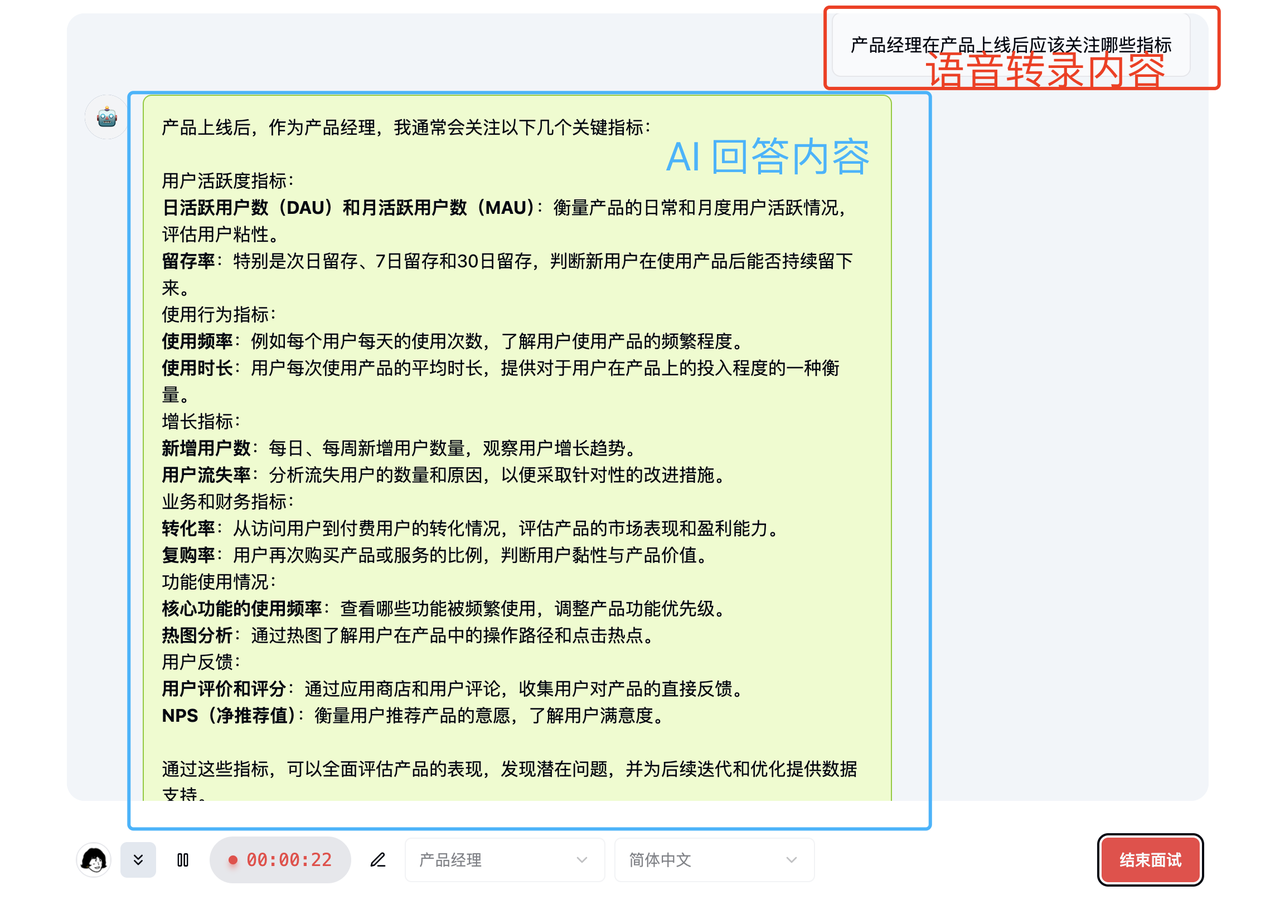 产品经理在产品上线后应该关注哪些指标
语音转录内容
产品上线后，作为产品经理，我通常会关注以下几个关键指标：
AI 回答内容
用户活跃度指标：
日活跃用户数（DAU）和月活跃用户数（MAU）：衡量产品的日常和月度用户活跃情况，
评估用户粘性。
留存率：特别是次日留存、7日留存和30日留存，判断新用户在使用产品后能否持续留下
来。
使用行为指标：
使用频率：例如每个用户每天的使用次数，了解用户使用产品的频繁程度。
使用时长：用户每次使用产品的平均时长，提供对于用户在产品上的投入程度的一种衡
量。
增长指标：
新增用户数：每日、每周新增用户数量，观察用户增长趋势。
用户流失率：分析流失用户的数量和原因，以便采取针对性的改进措施。
业务和财务指标：
转化率：从访问用户到付费用户的转化情况，评估产品的市场表现和盈利能力。
复购率：用户再次购买产品或服务的比例，判断用户黏性与产品价值。
功能使用情况：
核心功能的使用频率：查看哪些功能被频繁使用，调整产品功能优先级。
热图分析：通过热图了解用户在产品中的操作路径和点击热点。
用户反馈：
用户评价和评分：通过应用商店和用户评论，收集用户对产品的直接反馈。
NPS（净推荐值）：衡量用户推荐产品的意愿，了解用户满意度。
通过这些指标，可以全面评估产品的表现，发现潜在问题，并为后续迭代和优化提供数据
支持。
00:00:22
产品经理
简体中文
结束面试